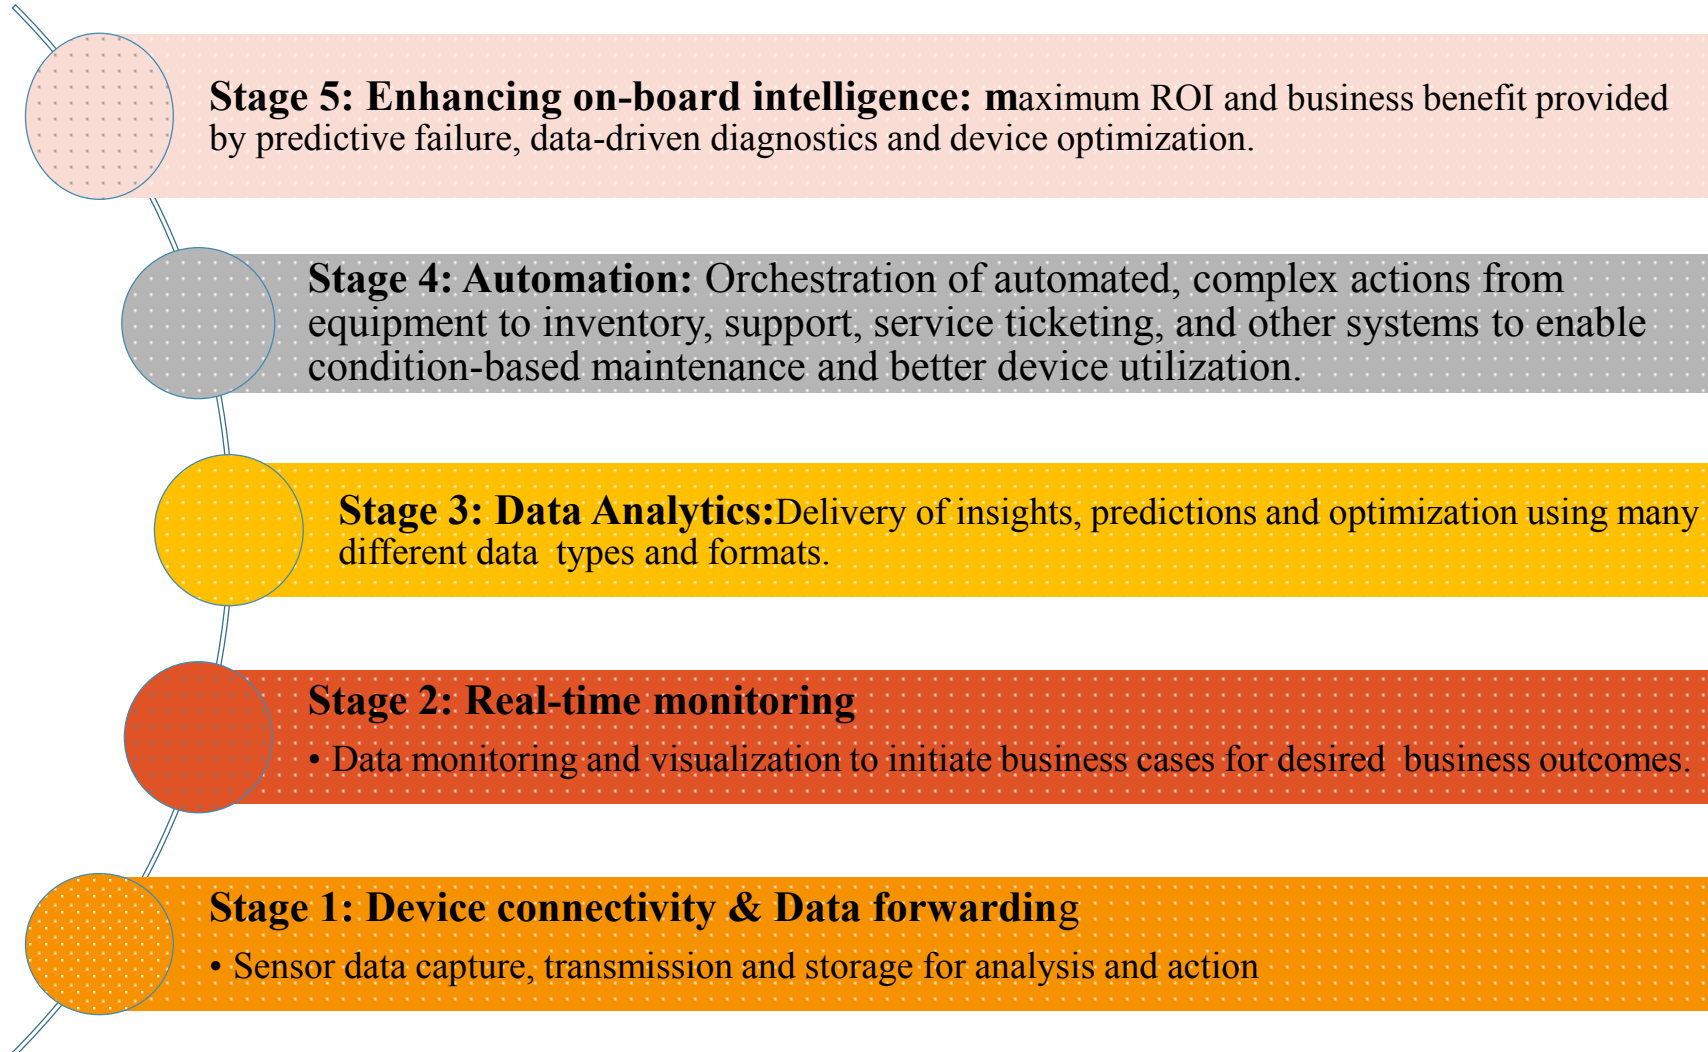 Stage 5: Enhancing on-board intelligence: maximum ROI and business benefit provided
by predictive failure, data-driven diagnostics and device optimization.
Stage 4: Automation: Orchestration of automated, complex actions from
equipment to inventory, support, service ticketing, and other systems to enable
condition-based maintenance and better device utilization.
Stage 3: Data Analytics:Delivery of insights, predictions and optimization using many
different data  types and formats.
Stage 2: Real-time monitoring
• Data monitoring and visualization to initiate business cases for desired  business outcomes.
Stage 1: Device connectivity & Data forwarding
• Sensor data capture, transmission and storage for analysis and action